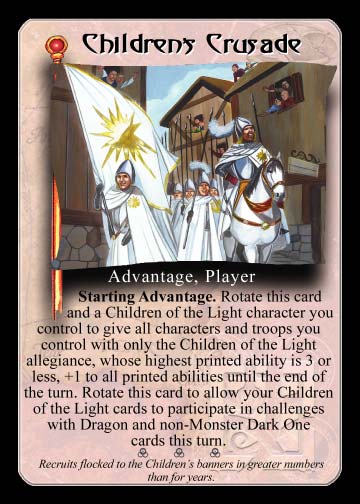 Children's Crusade
Advantage, Player
Starting Advantage. Rotate this card
and a Children of the Light character you
control to give all characters and troops you
control with only the Children of the Light
allegiance, whose highest printed ability is 3 or
less, +1 to all printed abilities until the end of
the turn. Rotate this card to allow your Children
of the Light cards to participate in challenges
with Dragon and non-Monster Dark One
cards this turn.
Recruits flocked to the Children's banners in greater numbers
than for years.